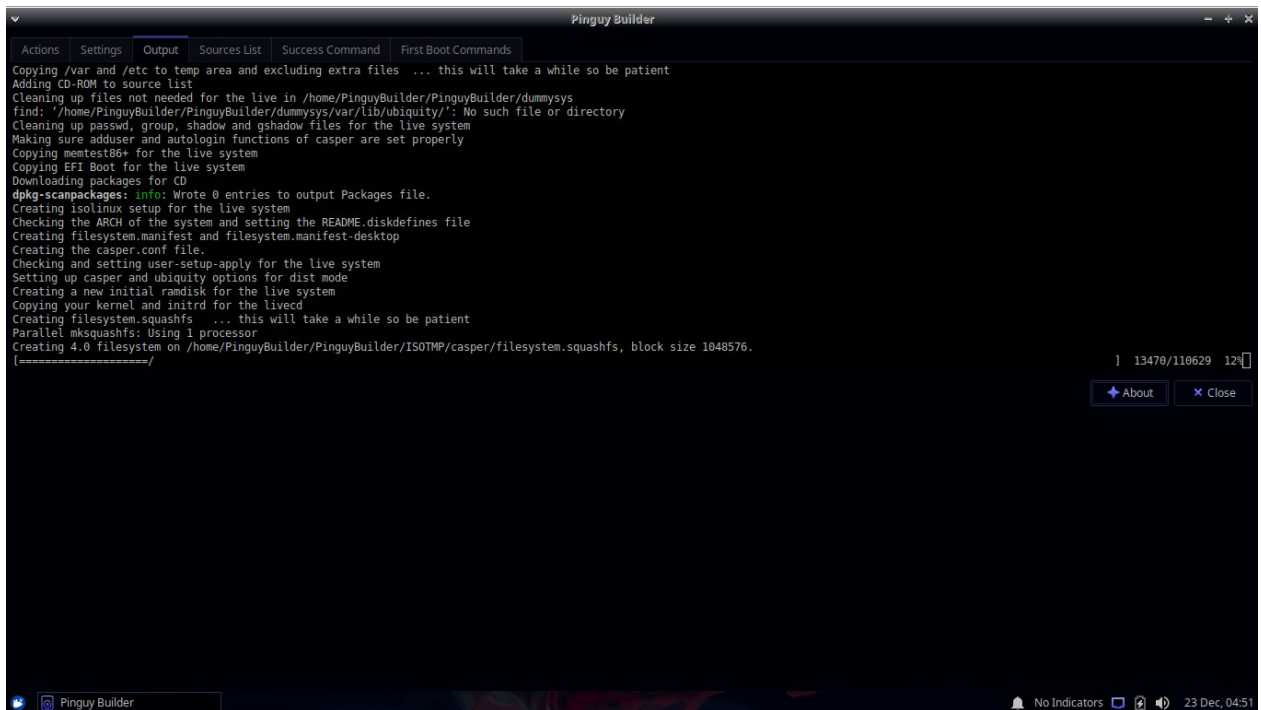 Pinguy Builder
Actions Settings Output Sources List Success Command First Boot Commands
Copying /var and /etc to temp area and excluding extra files  ... this will take a while so be patient
Adding CD-ROM to source list
Cleaning up files not needed for the live in /home/PinguyBuilder/PinguyBuilder/dummysys
find: ‘/home/PinguyBuilder/PinguyBuilder/dummysys/var/lib/ubiquity/’: No such file or directory
Cleaning up passwd, group, shadow and gshadow files for the live system
Making sure adduser and autologin functions of casper are set properly
Copying memtest86+ for the live system
Copying EFI Boot for the live system
Downloading packages for CD
dpkg-scanpackages: info: Wrote 0 entries to output Packages file.
Creating isolinux setup for the live system
Checking the ARCH of the system and setting the README.diskdefines file
Creating filesystem.manifest and filesystem.manifest-desktop
Creating the casper.conf file.
Checking and setting user-setup-apply for the live system
Setting up casper and ubiquity options for dist mode
Creating a new initial ramdisk for the live system
Copying your kernel and initrd for the livecd
Creating filesystem.squashfs   ... this will take a while so be patient
Parallel mksquashfs: Using 1 processor
Creating 4.0 filesystem on /home/PinguyBuilder/PinguyBuilder/ISOTMP/casper/filesystem.squashfs, block size 1048576.
[====================/ ] 13470/110629 12%
About Close
Pinguy Builder No Indicators 23 Dec, 04:51